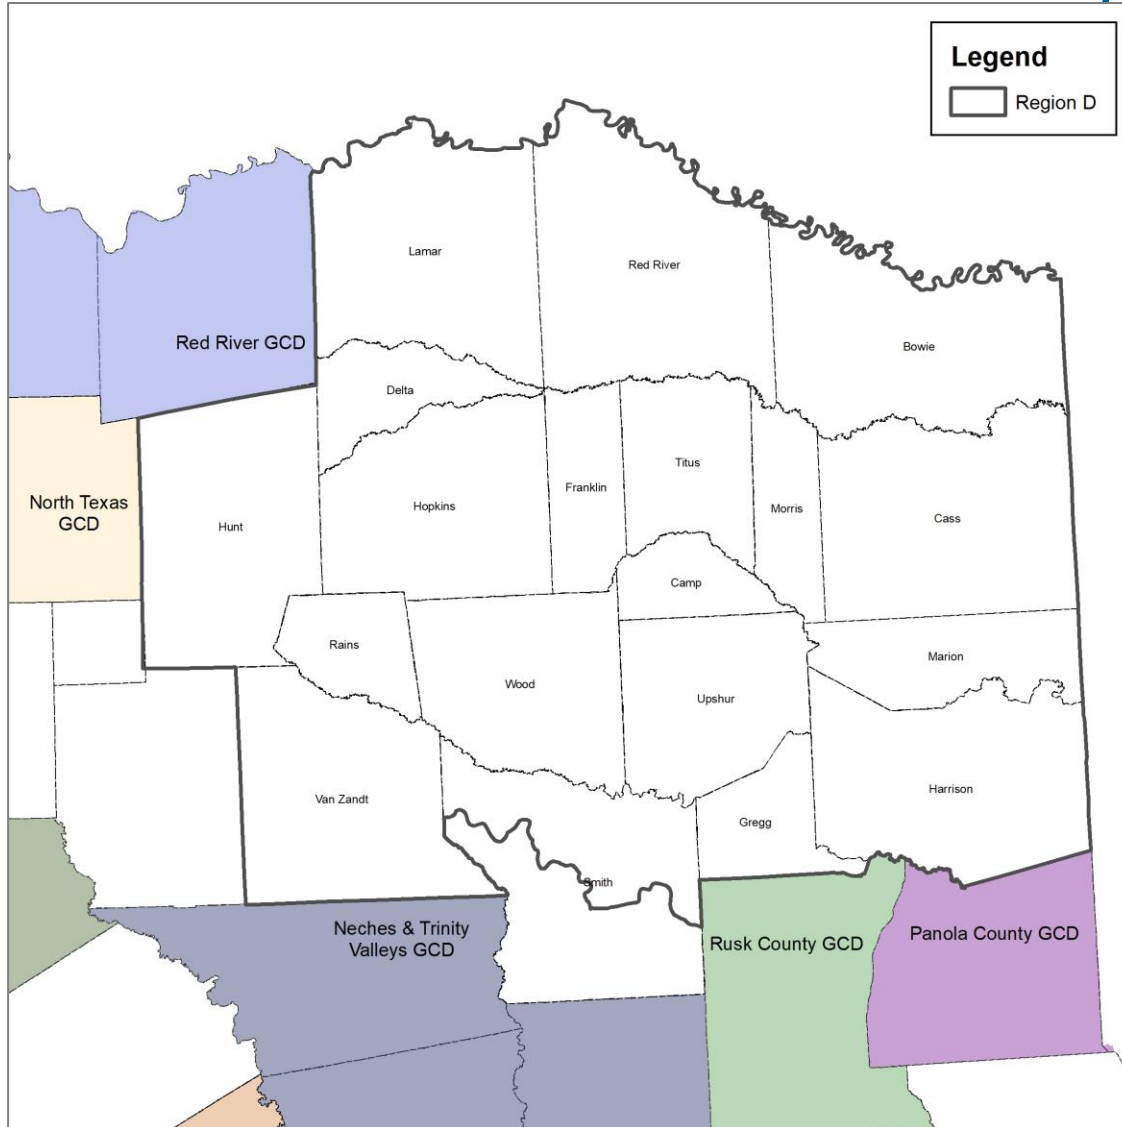 Legend
Region D
Lamar
Red River
Bowie
Red River GCD
Delta
North Texas
GCD
Hunt
Hopkins
Franklin
Titus
Morris
Cass
Camp
Rains
Wood
Upshur
Marion
Van Zandt
Gregg
Harrison
Smith
Neches & Trinity
Valleys GCD
Rusk County GCD
Panola County GCD